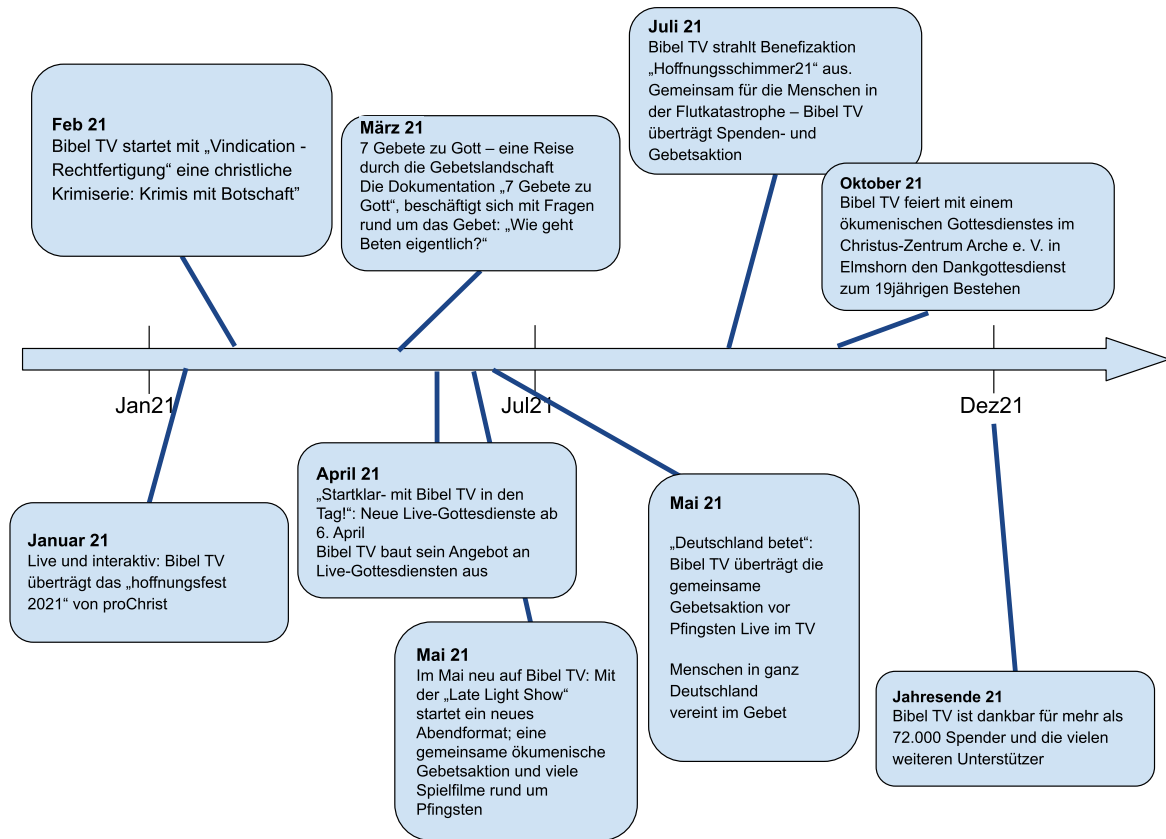 Feb 21
Bibel TV startet mit „Vindication -
Rechtfertigung“ eine christliche
Krimiserie: Krimis mit Botschaft”
März 21
7 Gebete zu Gott – eine Reise
durch die Gebetslandschaft
Die Dokumentation „7 Gebete zu
Gott“, beschäftigt sich mit Fragen
rund um das Gebet: „Wie geht
Beten eigentlich?“
Juli 21
Bibel TV strahlt Benefizaktion
„Hoffnungsschimmer21“ aus.
Gemeinsam für die Menschen in
der Flutkatastrophe – Bibel TV
überträgt Spenden- und
Gebetsaktion
Oktober 21
Bibel TV feiert mit einem
ökumenischen Gottesdienstes im
Christus-Zentrum Arche e. V. in
Elmshorn den Dankgottesdienst
zum 19jährigen Bestehen
Jan21
Jul21
Dez21
Januar 21
Live und interaktiv: Bibel TV
überträgt das „hoffnungsfest
2021“ von proChrist
April 21
„Startklar- mit Bibel TV in den
Tag!“: Neue Live-Gottesdienste ab
6. April
Bibel TV baut sein Angebot an
Live-Gottesdiensten aus
Mai 21
Im Mai neu auf Bibel TV: Mit
der „Late Light Show“
startet ein neues
Abendformat; eine
gemeinsame ökumenische
Gebetsaktion und viele
Spielfilme rund um
Pfingsten
Mai 21
„Deutschland betet“:
Bibel TV überträgt die
gemeinsame
Gebetsaktion vor
Pfingsten Live im TV
Menschen in ganz
Deutschland
vereint im Gebet
Jahresende 21
Bibel TV ist dankbar für mehr als
72.000 Spender und die vielen
weiteren Unterstützer